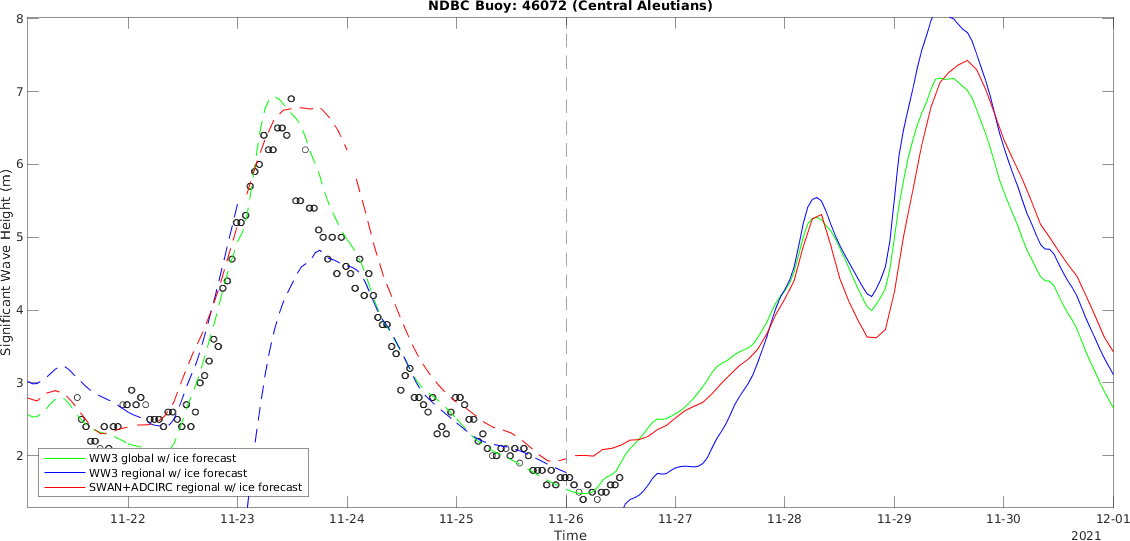 NDBC Buoy: 46072 (Central Aleutians)
8
7
6
5
4
3
2
Significant Wave Height (m)
WW3 global w/ ice forecast
WW3 regional w/ ice forecast
SWAN+ADCIRC regional w/ ice forecast
11-22 11-23 11-24 11-25 11-26 11-27 11-28 11-29 11-30 12-01
Time
2021